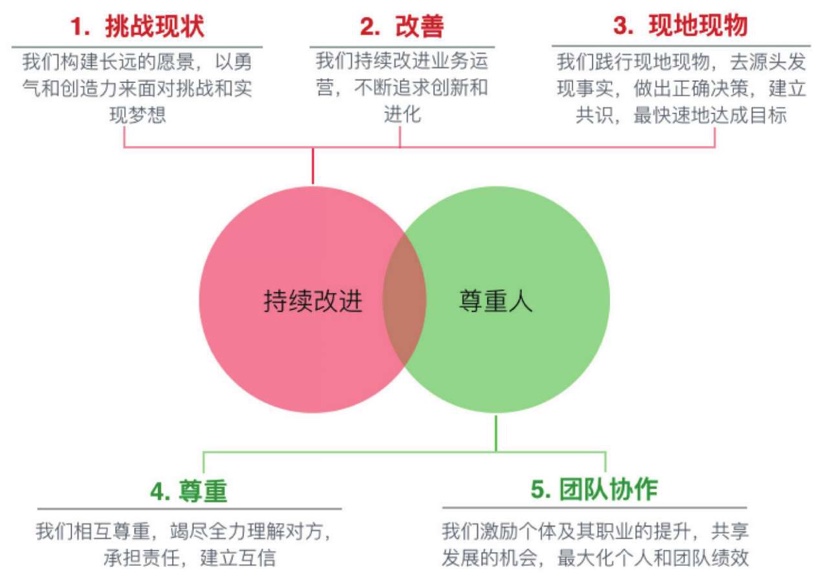 1. 挑战现状
我们构建长远的愿景，以勇
气和创造力来面对挑战和实
现梦想
2. 改善
我们持续改进业务运
营，不断追求创新和
进化
3. 现地现物
我们践行现地现物，去源头发
现事实，做出正确决策，建立
共识，最快速地达成目标
持续改进
尊重人
4. 尊重
我们相互尊重，竭尽全力理解对方，
承担责任，建立互信
5. 团队协作
我们激励个体及其职业的提升，共享
发展的机会，最大化个人和团队绩效